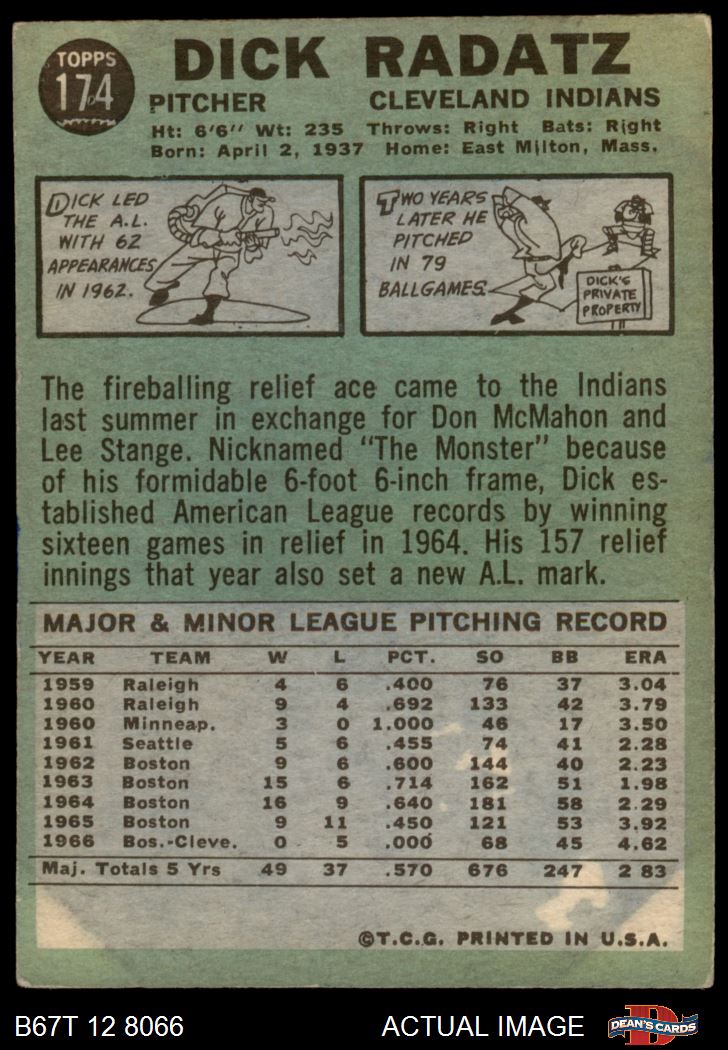 TOPPS
174
DICK RADATZ
PITCHER CLEVELAND INDIANS
Ht: 6'6" Wt: 235 Throws: Right Bats: Right
Born: April 2, 1937 Home: East Milton, Mass.
DICK LED
THE A.L.
WITH 62
APPEARANCES
IN 1962.
TWO YEARS
LATER HE
PITCHED
IN 79
BALLGAMES.
DICK'S
PRIVATE
PROPERTY
The fireballing relief ace came to the Indians
last summer in exchange for Don McMahon and
Lee Stange. Nicknamed "The Monster" because
of his formidable 6-foot 6-inch frame, Dick es-
tablished American League records by winning
sixteen games in relief in 1964. His 157 relief
innings that year also set a new A.L. mark.
MAJOR & MINOR LEAGUE PITCHING RECORD
YEAR TEAM W L PCT. SO BB ERA
1959 Raleigh 4 6 .400 76 37 3.04
1960 Raleigh 9 4 .692 133 42 3.79
1960 Minneap. 3 0 1.000 46 17 3.50
1961 Seattle 5 6 .455 74 41 2.28
1962 Boston 9 6 .600 144 40 2.23
1963 Boston 15 6 .714 162 51 1.98
1964 Boston 16 9 .640 181 58 2.29
1965 Boston 9 11 .450 121 53 3.92
1966 Bos.-Cleve. 0 5 .000 68 45 4.62
Maj. Totals 5 Yrs 49 37 .570 676 247 2 83
©T.C.G. PRINTED IN U.S.A.
B67T 12 8066 ACTUAL IMAGE DEAN'S CARDS